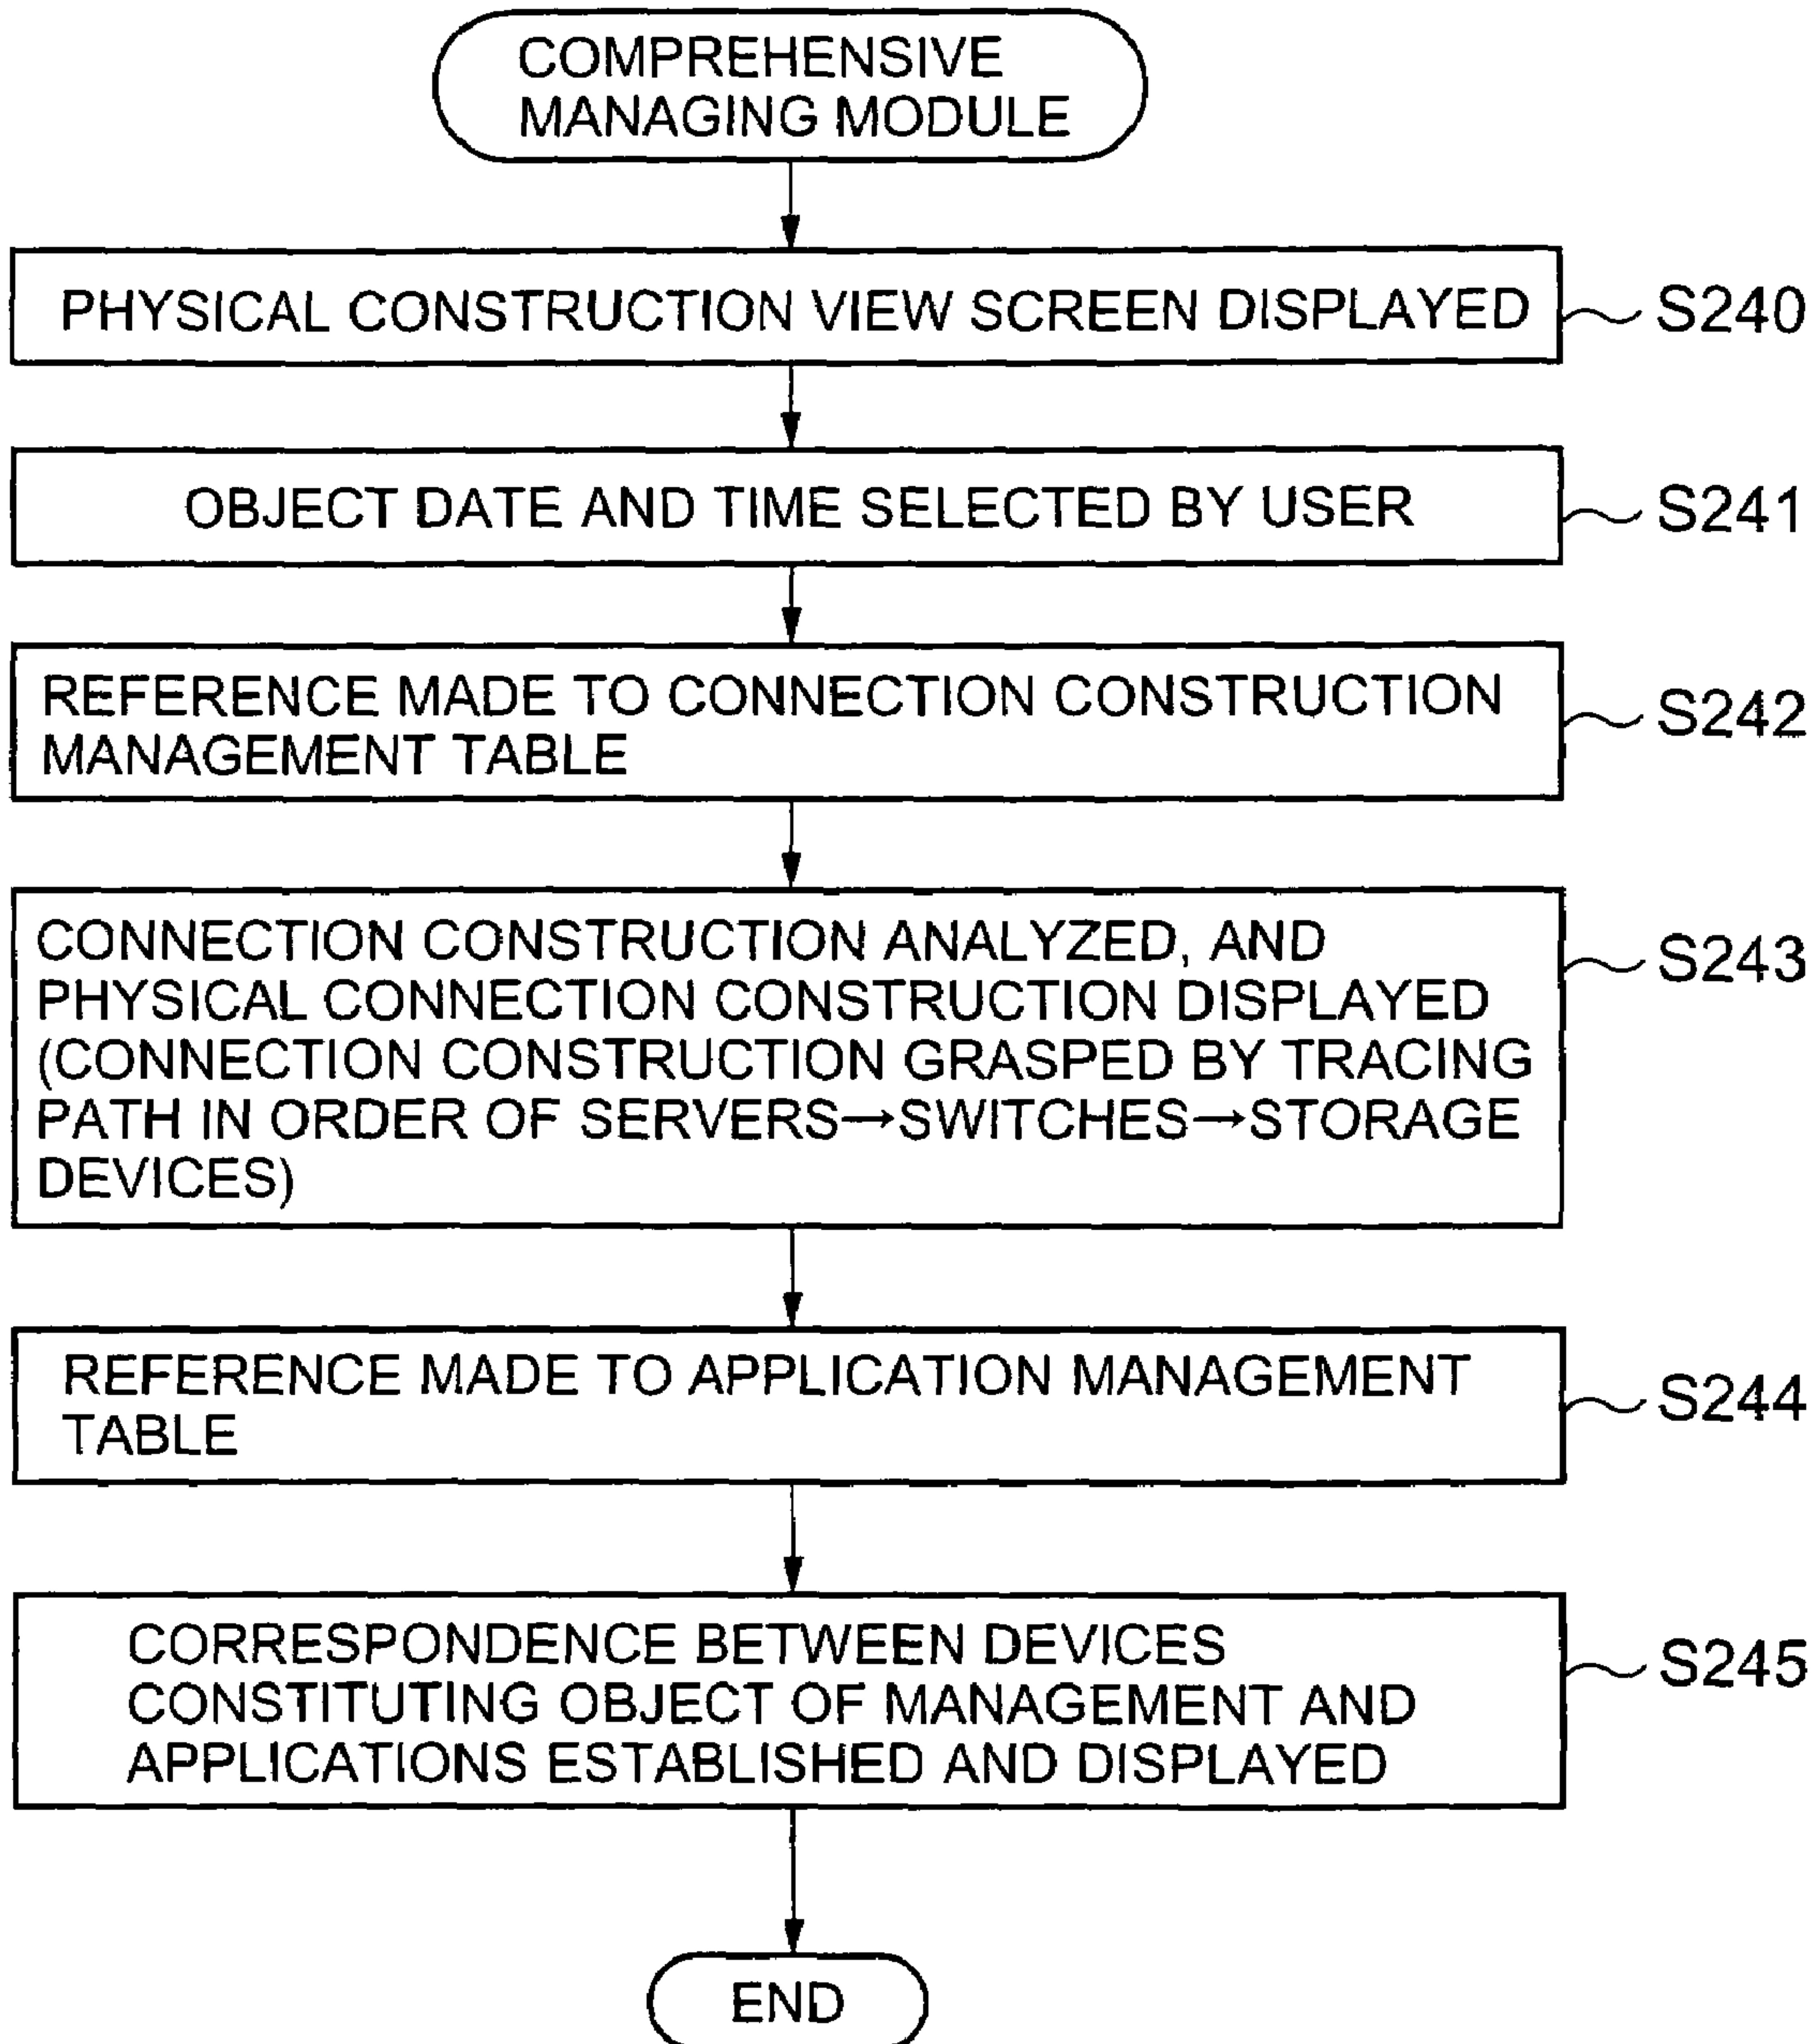 COMPREHENSIVE
MANAGING MODULE
PHYSICAL CONSTRUCTION VIEW SCREEN DISPLAYED
S240
OBJECT DATE AND TIME SELECTED BY USER
S241
REFERENCE MADE TO CONNECTION CONSTRUCTION
MANAGEMENT TABLE
S242
CONNECTION CONSTRUCTION ANALYZED, AND
PHYSICAL CONNECTION CONSTRUCTION DISPLAYED
(CONNECTION CONSTRUCTION GRASPED BY TRACING
PATH IN ORDER OF SERVERS→SWITCHES→STORAGE
DEVICES)
S243
REFERENCE MADE TO APPLICATION MANAGEMENT
TABLE
S244
CORRESPONDENCE BETWEEN DEVICES
CONSTITUTING OBJECT OF MANAGEMENT AND
APPLICATIONS ESTABLISHED AND DISPLAYED
S245
END